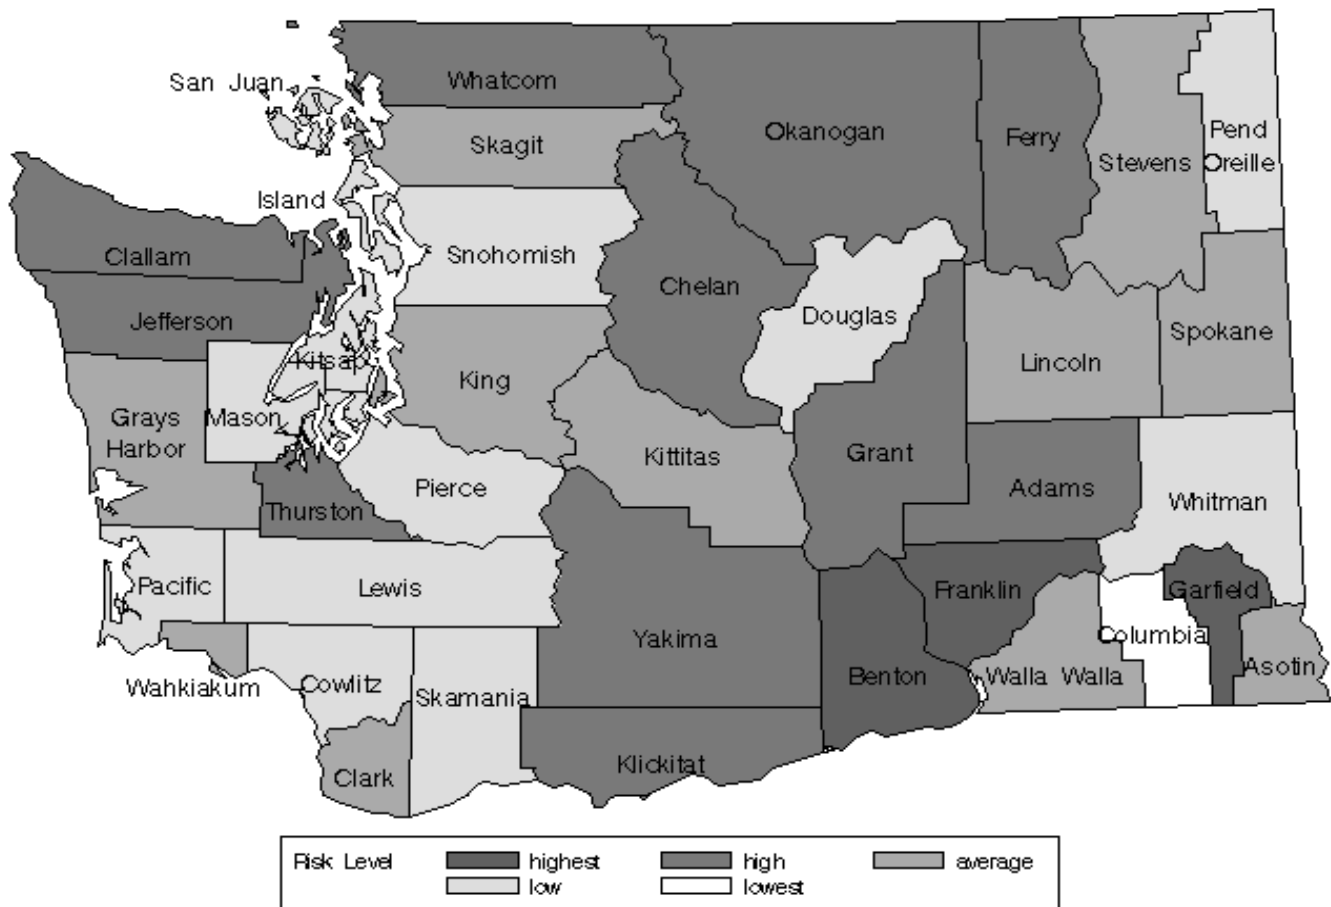 San Juan
Whatcom
Skagit
Okanogan
Ferry
Stevens
Pend
Oreille
Island
Snohomish
Clallam
Chelan
Jefferson
Douglas
Spokane
Kitsap
King
Lincoln
Grays
Harbor
Mason
Kittitas
Grant
Pierce
Adams
Thurston
Whitman
Pacific
Lewis
Franklin
Garfield
Yakima
Columbia
Wahkiakum
Cowlitz
Skamania
Benton
Walla Walla
Asotin
Clark
Klickitat
Risk Level highest high average
low lowest